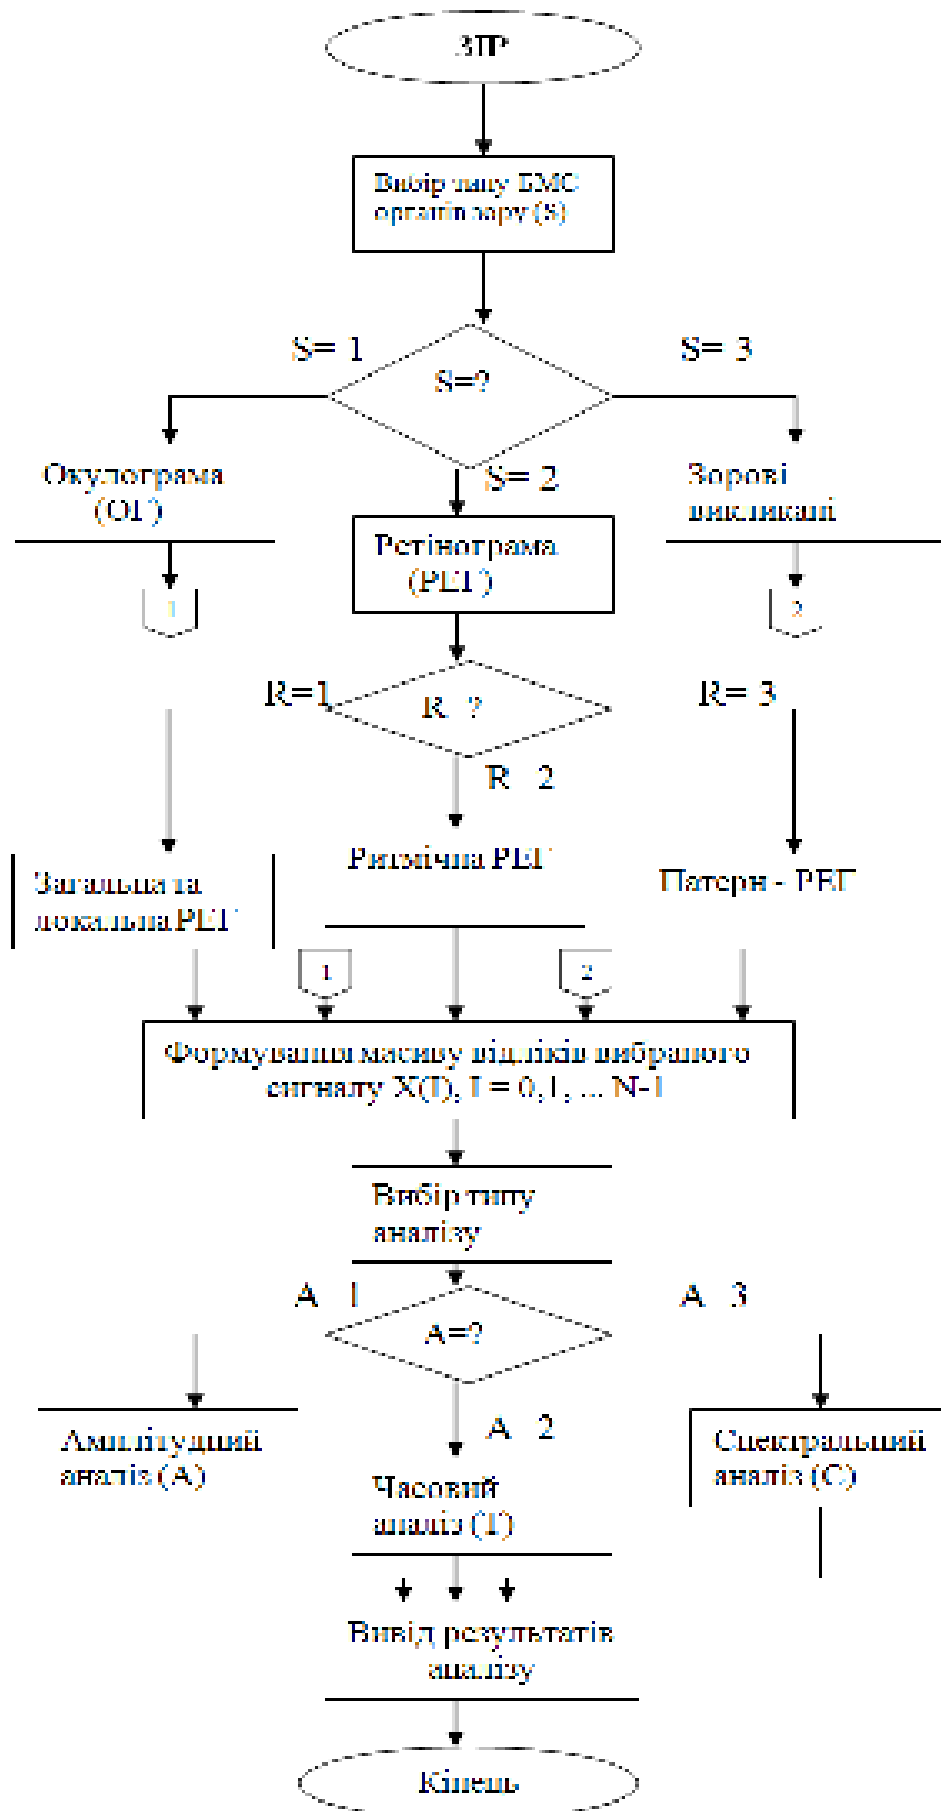 ЗІР
Вибір типу БМС
органів зору (S)
S= 1
S= 3
S=?
Окулограма
(ОГ)
S= 2
Зорові
викликані
Ретінограма
(РЕГ)
1
2
R=1
R ?
R= 3
R 2
Ритмічна РЕГ
Загальна та
локальна РЕГ
Патерн - РЕГ
1
2
Формування масиву відліків вибраного
сигналу X(I), I = 0,1, ... N-1
Вибір типу
аналізу
A 1
A 3
A=?
A 2
Амплітудний
аналіз (А)
Спектральний
аналіз (С)
Часовий
аналіз (Т)
Вивід результатів
аналізу
Кінець